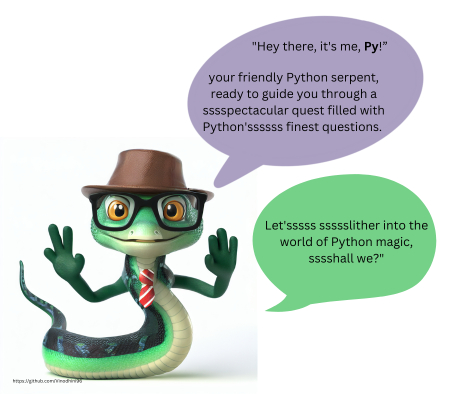 "Hey there, it's me, Py!”
your friendly Python serpent,
ready to guide you through a
sssspectacular quest filled with
Python'ssssss finest questions.
Let'sssss ssssslither into the
world of Python magic,
sssshall we?"
https://github.com/Vinodhini96